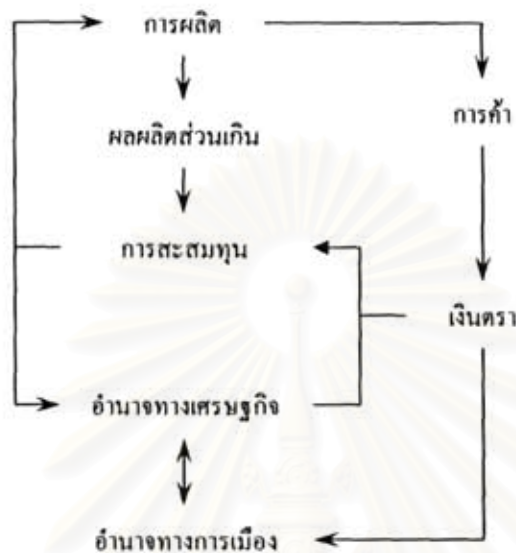 การผลิต
การค้า
ผลผลิตส่วนเกิน
การสะสมทุน
เงินตรา
อำนาจทางเศรษฐกิจ
อำนาจทางการเมือง